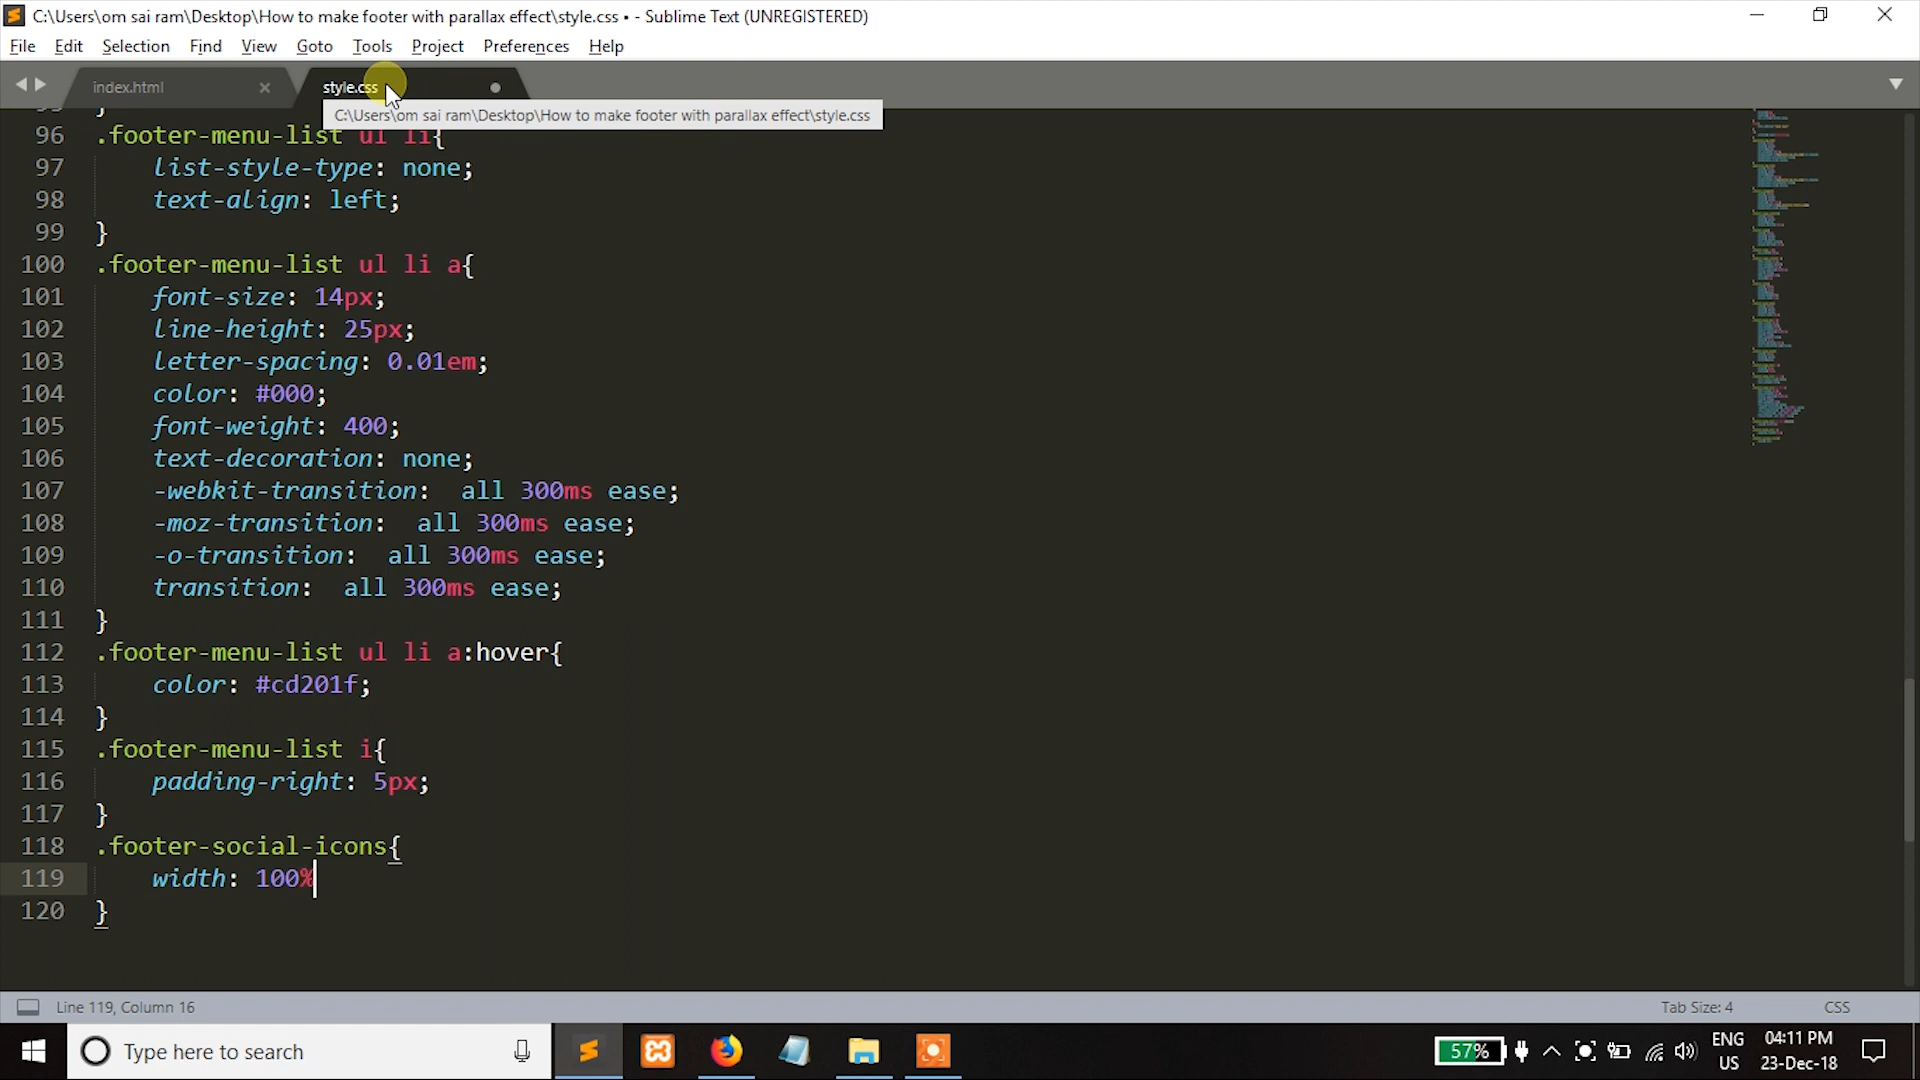 C:\Users\om sai ram\Desktop\How to make footer with parallax effect\style.css • - Sublime Text (UNREGISTERED)
File Edit Selection Find View Goto Tools Project Preferences Help
index.html × style.css
C:\Users\om sai ram\Desktop\How to make footer with parallax effect\style.css
96 .footer-menu-list ul li{
97 list-style-type: none;
98 text-align: left;
99 }
100 .footer-menu-list ul li a{
101 font-size: 14px;
102 line-height: 25px;
103 letter-spacing: 0.01em;
104 color: #000;
105 font-weight: 400;
106 text-decoration: none;
107 -webkit-transition:  all 300ms ease;
108 -moz-transition:  all 300ms ease;
109 -o-transition:  all 300ms ease;
110 transition:  all 300ms ease;
111 }
112 .footer-menu-list ul li a:hover{
113 color: #cd201f;
114 }
115 .footer-menu-list i{
116 padding-right: 5px;
117 }
118 .footer-social-icons{
119 width: 100%
120 }
Line 119, Column 16 Tab Size: 4 CSS
Type here to search
57%
ENG
US
04:11 PM
23-Dec-18